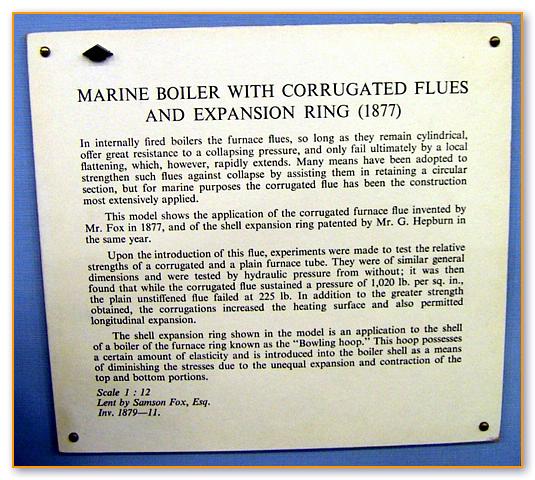 MARINE BOILER WITH CORRUGATED FLUES
AND EXPANSION RING (1877)
In internally fired boilers the furnace flues, so long as they remain cylindrical,
offer great resistance to a collapsing pressure, and only fail ultimately by a local
flattening, which, however, rapidly extends. Many means have been adopted to
strengthen such flues against collapse by assisting them in retaining a circular
section, but for marine purposes the corrugated flue has been the construction
most extensively applied.
This model shows the application of the corrugated furnace flue invented by
Mr. Fox in 1877, and of the shell expansion ring patented by Mr. G. Hepburn in
the same year.
Upon the introduction of this flue, experiments were made to test the relative
strengths of a corrugated and a plain furnace tube. They were of similar general
dimensions and were tested by hydraulic pressure from without; it was then
found that while the corrugated flue sustained a pressure of 1,020 lb. per sq. in.,
the plain unstiffened flue failed at 225 lb. In addition to the greater strength
obtained, the corrugations increased the heating surface and also permitted
longitudinal expansion.
The shell expansion ring shown in the model is an application to the shell
of a boiler of the furnace ring known as the "Bowling hoop." This hoop possesses
a certain amount of elasticity and is introduced into the boiler shell as a means
of diminishing the stresses due to the unequal expansion and contraction of the
top and bottom portions.
Scale 1 : 12
Lent by Samson Fox, Esq.
Inv. 1879—11.